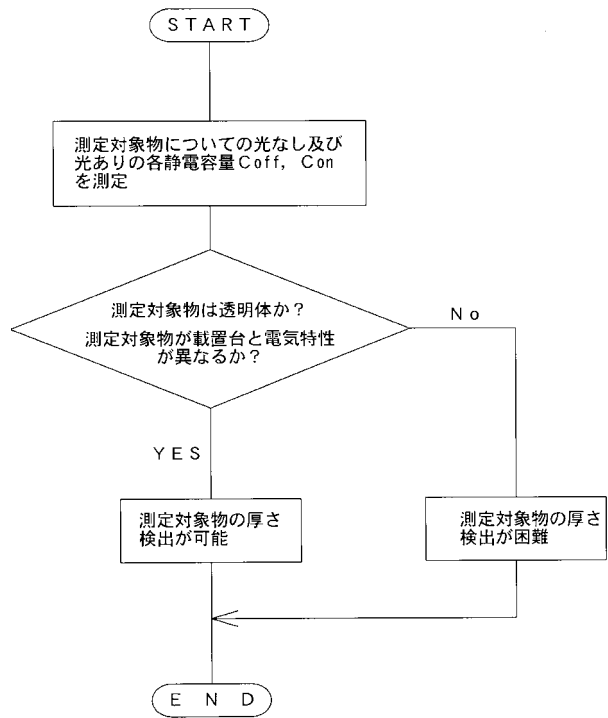 START
測定対象物についての光なし及び
光ありの各静電容量Coff, Con
を測定
測定対象物は透明体か？
測定対象物が載置台と電気特性
が異なるか？
No
YES
測定対象物の厚さ
検出が可能
測定対象物の厚さ
検出が困難
END